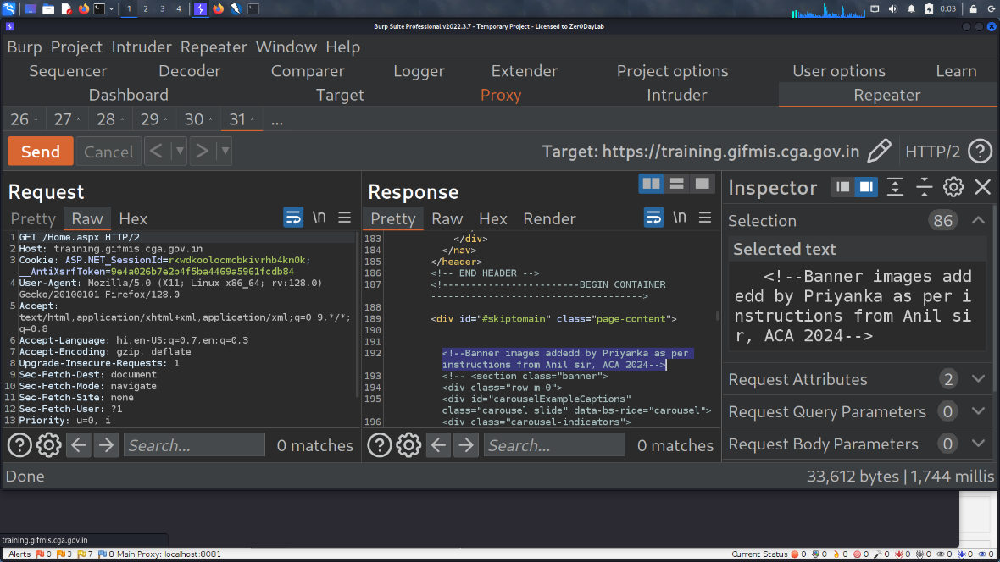 1 2 3 4 0:03
Burp Suite Professional v2022.3.7 - Temporary Project - Licensed to Zer0DayLab
Burp Project Intruder Repeater Window Help
Sequencer Decoder Comparer Logger Extender Project options User options Learn
Dashboard Target Proxy Intruder Repeater
26 × 27 × 28 × 29 × 30 × 31 × ...
Send Cancel < > Target: https://training.gifmis.cga.gov.in HTTP/2 ?
Request
Pretty Raw Hex \n
1 GET /Home.aspx HTTP/2
2 Host: training.gifmis.cga.gov.in
3 Cookie: ASP.NET_SessionId=rkwdkoolocmcbkivrhb4kn0k;
__AntiXsrfToken=9e4a026b7e2b4f5ba4469a5961fcdb84
4 User-Agent: Mozilla/5.0 (X11; Linux x86_64; rv:128.0)
Gecko/20100101 Firefox/128.0
5 Accept:
text/html,application/xhtml+xml,application/xml;q=0.9,*/*;
q=0.8
6 Accept-Language: hi,en-US;q=0.7,en;q=0.3
7 Accept-Encoding: gzip, deflate
8 Upgrade-Insecure-Requests: 1
9 Sec-Fetch-Dest: document
10 Sec-Fetch-Mode: navigate
11 Sec-Fetch-Site: none
12 Sec-Fetch-User: ?1
13 Priority: u=0, i
? Search... 0 matches
Response
Pretty Raw Hex Render \n
183 </div>
184 </nav>
185 </header>
186 <!-- END HEADER -->
187 <!------------------------BEGIN CONTAINER
----------------------------------->
188
189 <div id="#skiptomain" class="page-content">
190
191
192 <!--Banner images addedd by Priyanka as per
instructions from Anil sir, ACA 2024-->
193 <!-- <section class="banner">
194 <div class="row m-0">
195 <div id="carouselExampleCaptions"
class="carousel slide" data-bs-ride="carousel">
196 <div class="carousel-indicators">
? Search... 0 matches
Inspector
Selection 86
Selected text
<!--Banner images add
edd by Priyanka as per i
nstructions from Anil si
r, ACA 2024-->
Request Attributes 2
Request Query Parameters 0
Request Body Parameters 0
Done 33,612 bytes | 1,744 millis
training.gifmis.cga.gov.in
Alerts 0 3 7 8 Main Proxy: localhost:8081 Current Status 0 0 0 0 0 0 0 0 0 0